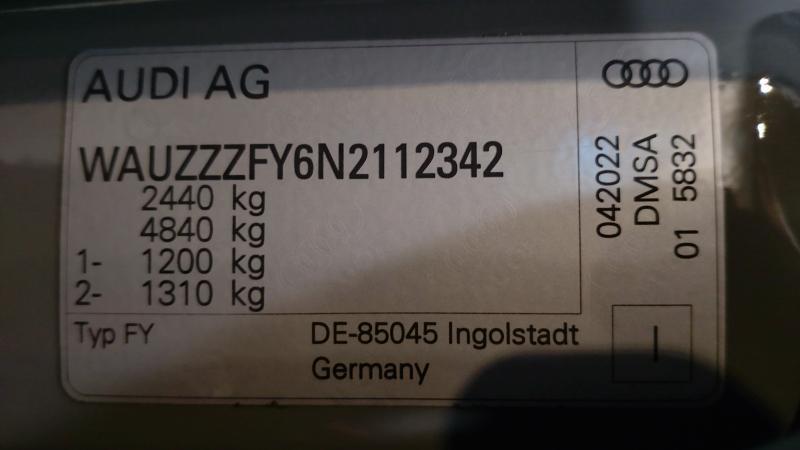 AUDI AG
WAUZZZFY6N2112342
2440 kg
4840 kg
1- 1200 kg
2- 1310 kg
Typ FY
DE-85045 Ingolstadt
Germany
042022
DMSA
01 5832
I